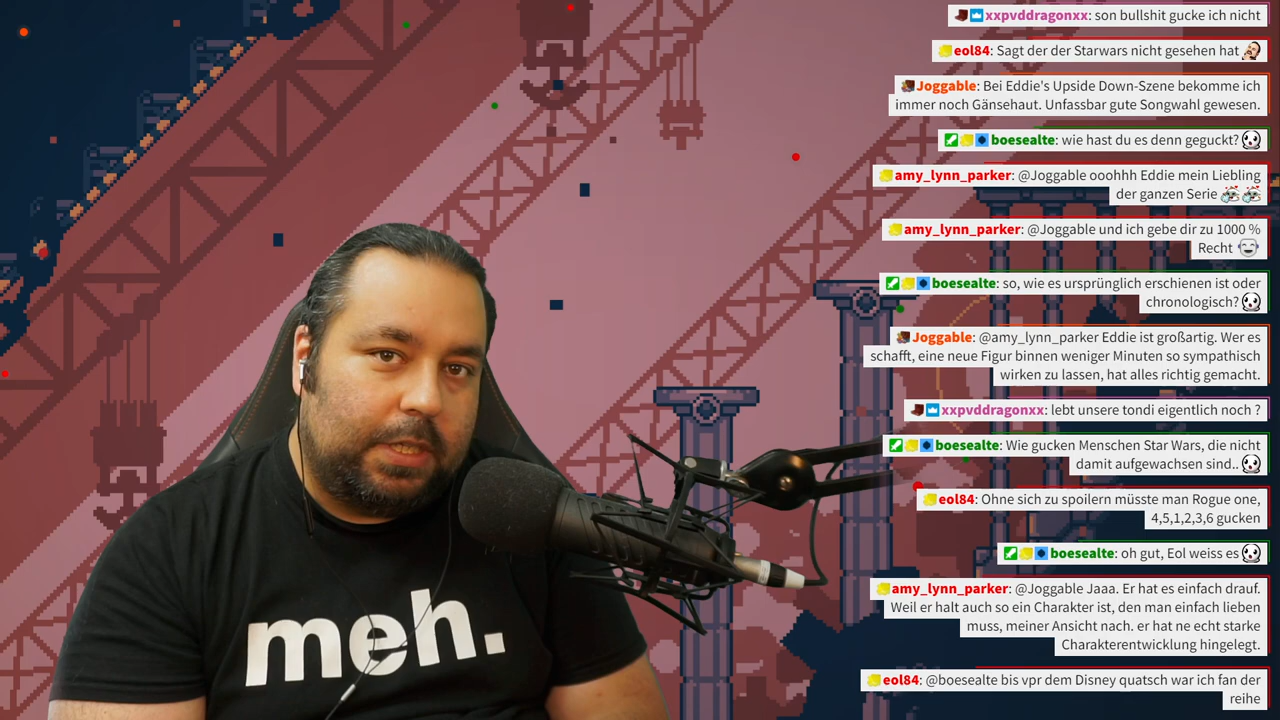 xxpvddragonxx: son bullshit gucke ich nicht
eol84: Sagt der der Starwars nicht gesehen hat
Joggable: Bei Eddie's Upside Down-Szene bekomme ich
immer noch Gänsehaut. Unfassbar gute Songwahl gewesen.
boesealte: wie hast du es denn geguckt?
amy_lynn_parker: @Joggable ooohhh Eddie mein Liebling
der ganzen Serie
amy_lynn_parker: @Joggable und ich gebe dir zu 1000 %
Recht
boesealte: so, wie es ursprünglich erschienen ist oder
chronologisch?
Joggable: @amy_lynn_parker Eddie ist großartig. Wer es
schafft, eine neue Figur binnen weniger Minuten so sympathisch
wirken zu lassen, hat alles richtig gemacht.
xxpvddragonxx: lebt unsere tondi eigentlich noch ?
boesealte: Wie gucken Menschen Star Wars, die nicht
damit aufgewachsen sind..
eol84: Ohne sich zu spoilern müsste man Rogue one,
4,5,1,2,3,6 gucken
boesealte: oh gut, Eol weiss es
amy_lynn_parker: @Joggable Jaaa. Er hat es einfach drauf.
Weil er halt auch so ein Charakter ist, den man einfach lieben
muss, meiner Ansicht nach. er hat ne echt starke
Charakterentwicklung hingelegt.
eol84: @boesealte bis vpr dem Disney quatsch war ich fan der
reihe
meh.